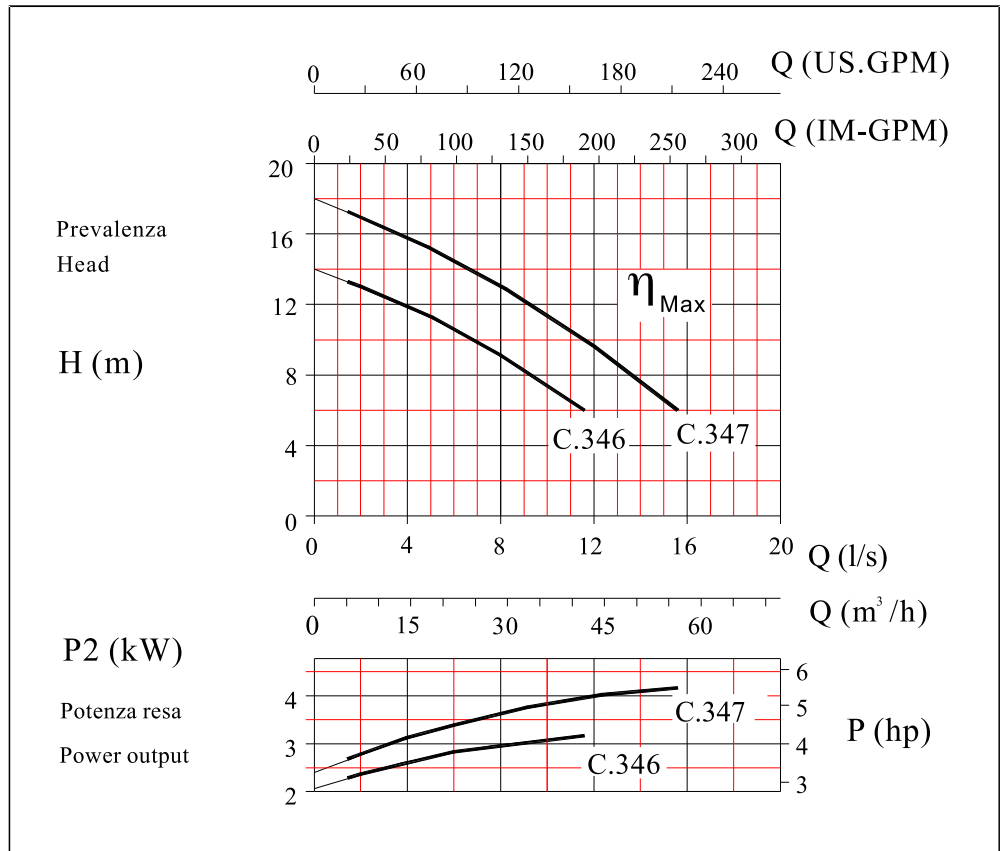 0 60 120 180 240 Q (US.GPM)
0 50 100 150 200 250 300 Q (IM-GPM)
20
16
12
8
4
0
Prevalenza
Head
H (m)
η Max
C.346 C.347
0 4 8 12 16 20
Q (l/s)
0 15 30 45 60 Q (m³/h)
P2 (kW)
Potenza resa
Power output
4
3
2
6
5
4
3
C.347
C.346
P (hp)